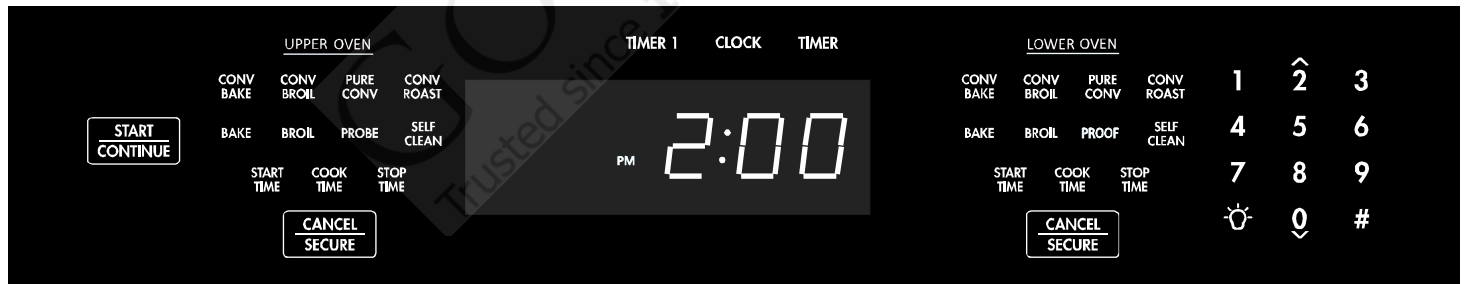 UPPER OVEN
TIMER 1 CLOCK TIMER
LOWER OVEN
CONV BAKE
CONV BROIL
PURE CONV
CONV ROAST
START CONTINUE
BAKE
BROIL
PROBE
SELF CLEAN
START TIME
COOK TIME
STOP TIME
CANCEL
SECURE
PM 2:00
CONV BAKE
CONV BROIL
PURE CONV
CONV ROAST
BAKE
BROIL
PROOF
SELF CLEAN
START TIME
COOK TIME
STOP TIME
CANCEL
SECURE
1 2 3
4 5 6
7 8 9
0 #
Trusted since